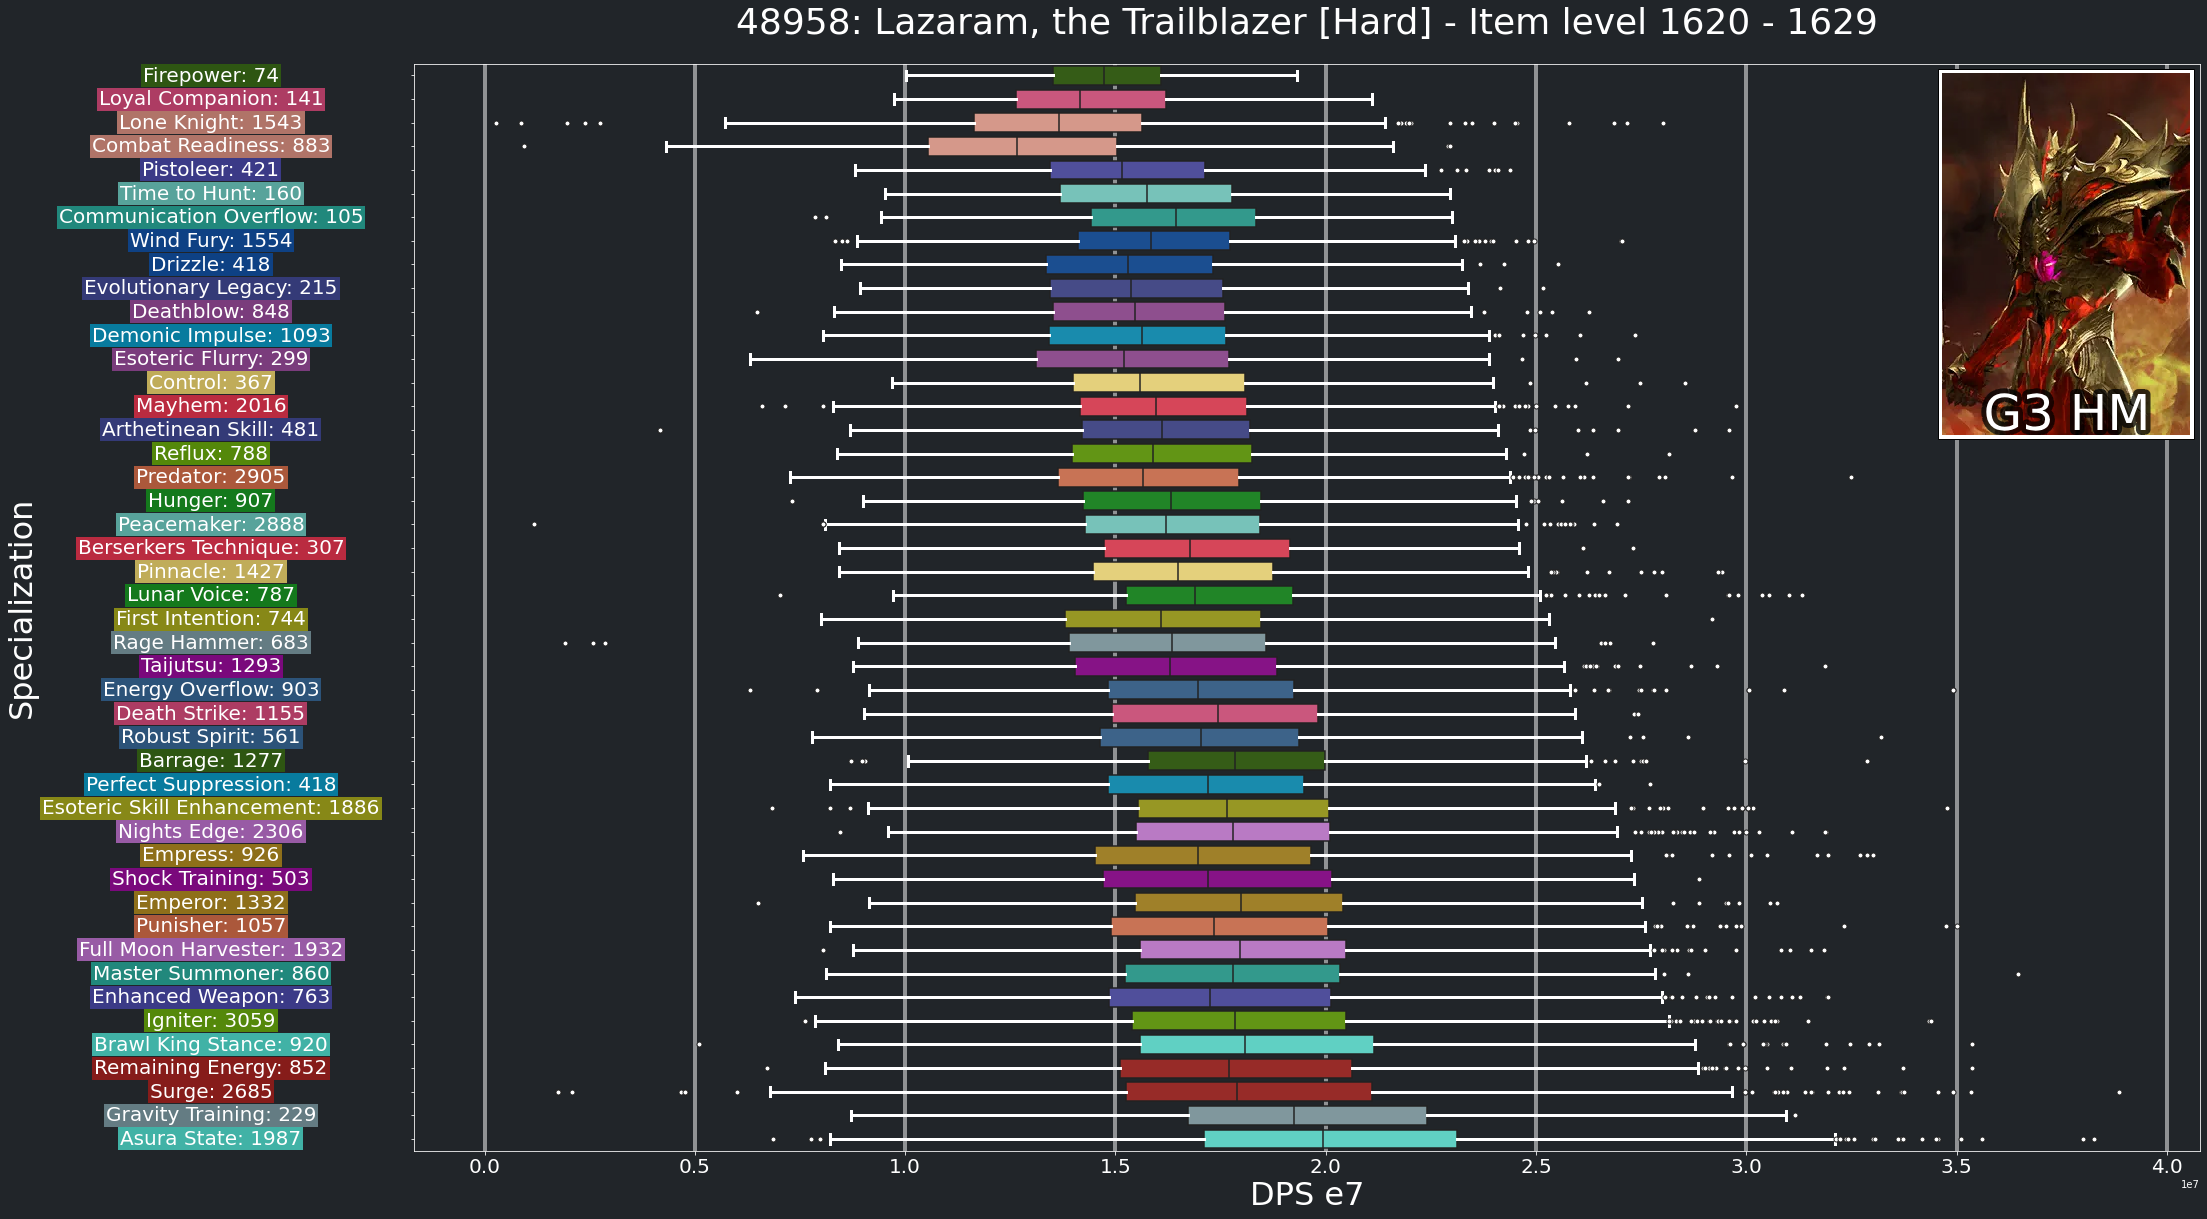 48958: Lazaram, the Trailblazer [Hard] - Item level 1620 - 1629
Specialization
Firepower: 74
Loyal Companion: 141
Lone Knight: 1543
Combat Readiness: 883
Pistoleer: 421
Time to Hunt: 160
Communication Overflow: 105
Wind Fury: 1554
Drizzle: 418
Evolutionary Legacy: 215
Deathblow: 848
Demonic Impulse: 1093
Esoteric Flurry: 299
Control: 367
Mayhem: 2016
Arthetinean Skill: 481
Reflux: 788
Predator: 2905
Hunger: 907
Peacemaker: 2888
Berserkers Technique: 307
Pinnacle: 1427
Lunar Voice: 787
First Intention: 744
Rage Hammer: 683
Taijutsu: 1293
Energy Overflow: 903
Death Strike: 1155
Robust Spirit: 561
Barrage: 1277
Perfect Suppression: 418
Esoteric Skill Enhancement: 1886
Nights Edge: 2306
Empress: 926
Shock Training: 503
Emperor: 1332
Punisher: 1057
Full Moon Harvester: 1932
Master Summoner: 860
Enhanced Weapon: 763
Igniter: 3059
Brawl King Stance: 920
Remaining Energy: 852
Surge: 2685
Gravity Training: 229
Asura State: 1987
G3 HM
0.0 0.5 1.0 1.5 2.0 2.5 3.0 3.5 4.0
1e7
DPS e7